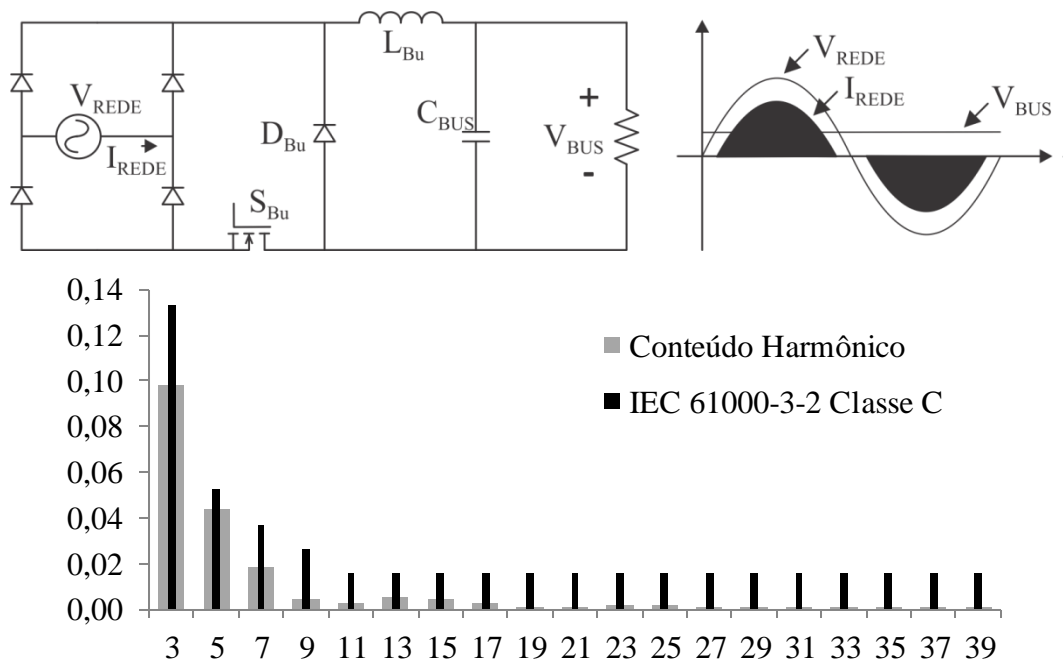 V_REDE
I_REDE
S_Bu
D_Bu
L_Bu
C_BUS
+
V_BUS
-
V_REDE
I_REDE
V_BUS
0,14
0,12
0,10
0,08
0,06
0,04
0,02
0,00
Conteúdo Harmônico
IEC 61000-3-2 Classe C
3 5 7 9 11 13 15 17 19 21 23 25 27 29 31 33 35 37 39